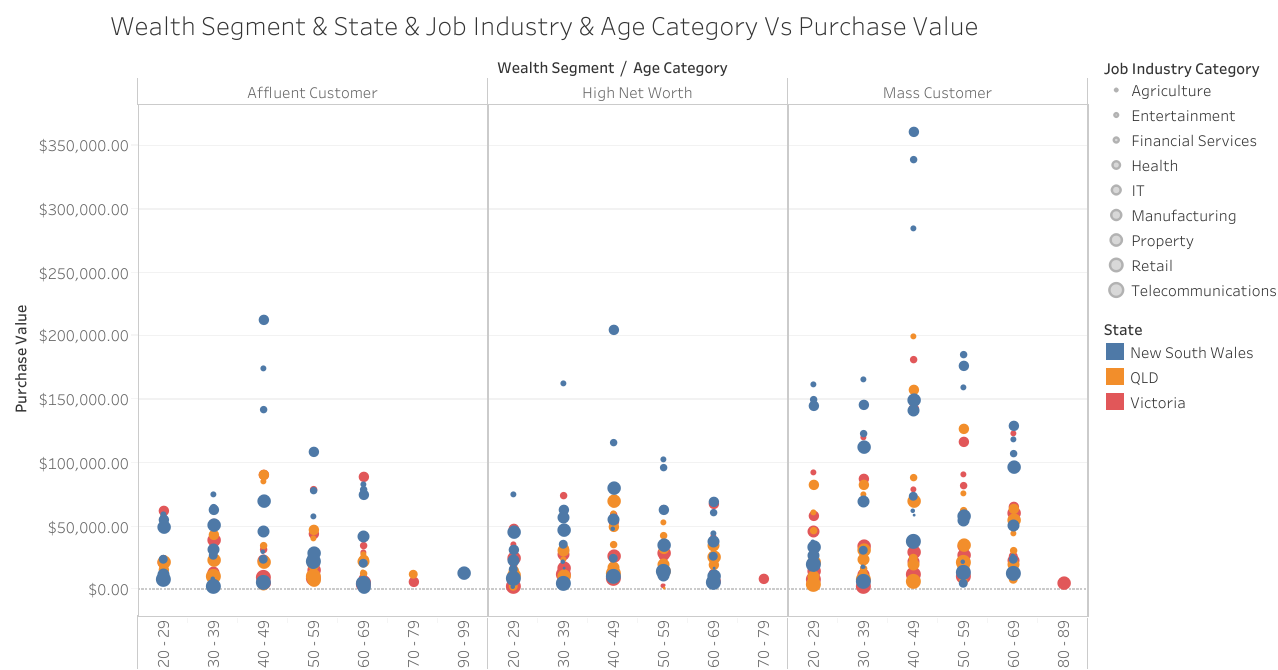 Wealth Segment & State & Job Industry & Age Category Vs Purchase Value
Wealth Segment / Age Category
Affluent Customer
High Net Worth
Mass Customer
Purchase Value
$350,000.00
$300,000.00
$250,000.00
$200,000.00
$150,000.00
$100,000.00
$50,000.00
$0.00
20 - 29
30 - 39
40 - 49
50 - 59
60 - 69
70 - 79
90 - 99
20 - 29
30 - 39
40 - 49
50 - 59
60 - 69
70 - 79
20 - 29
30 - 39
40 - 49
50 - 59
60 - 69
80 - 89
Job Industry Category
Agriculture
Entertainment
Financial Services
Health
IT
Manufacturing
Property
Retail
Telecommunications
State
New South Wales
QLD
Victoria